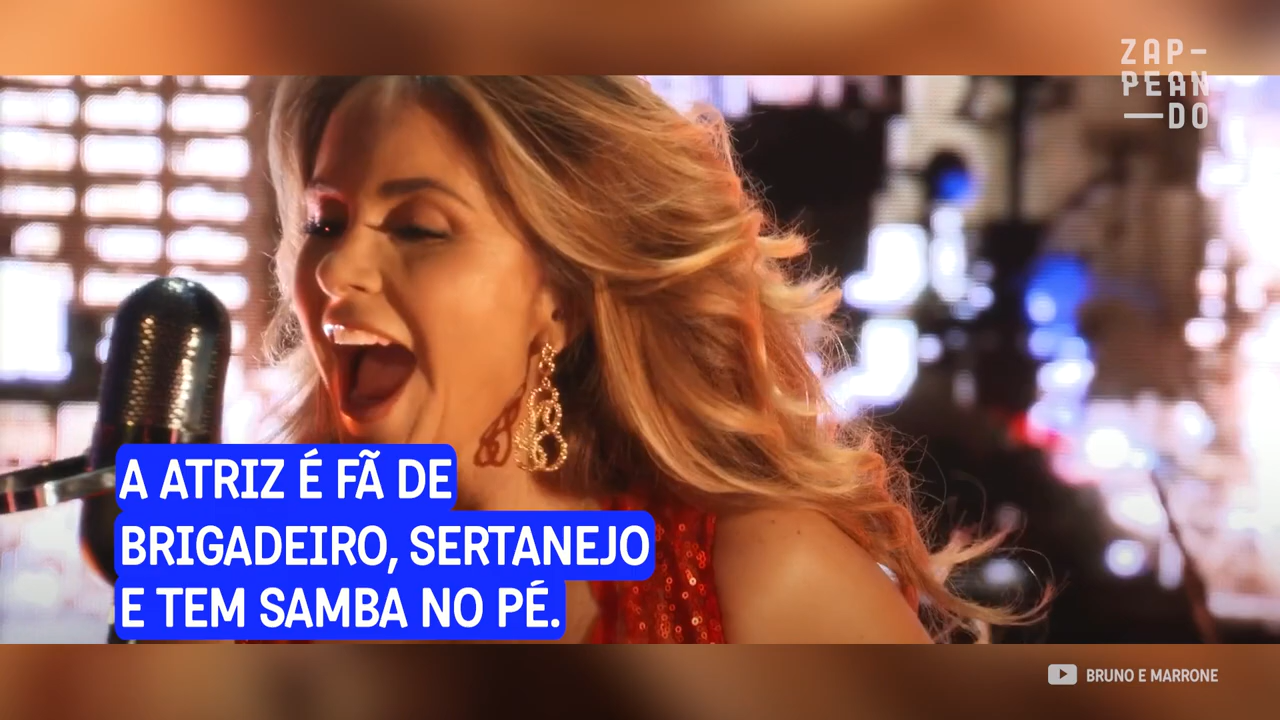 ZAP-
PEAN
—DO
A ATRIZ É FÃ DE
BRIGADEIRO, SERTANEJO
E TEM SAMBA NO PÉ.
BRUNO E MARRONE